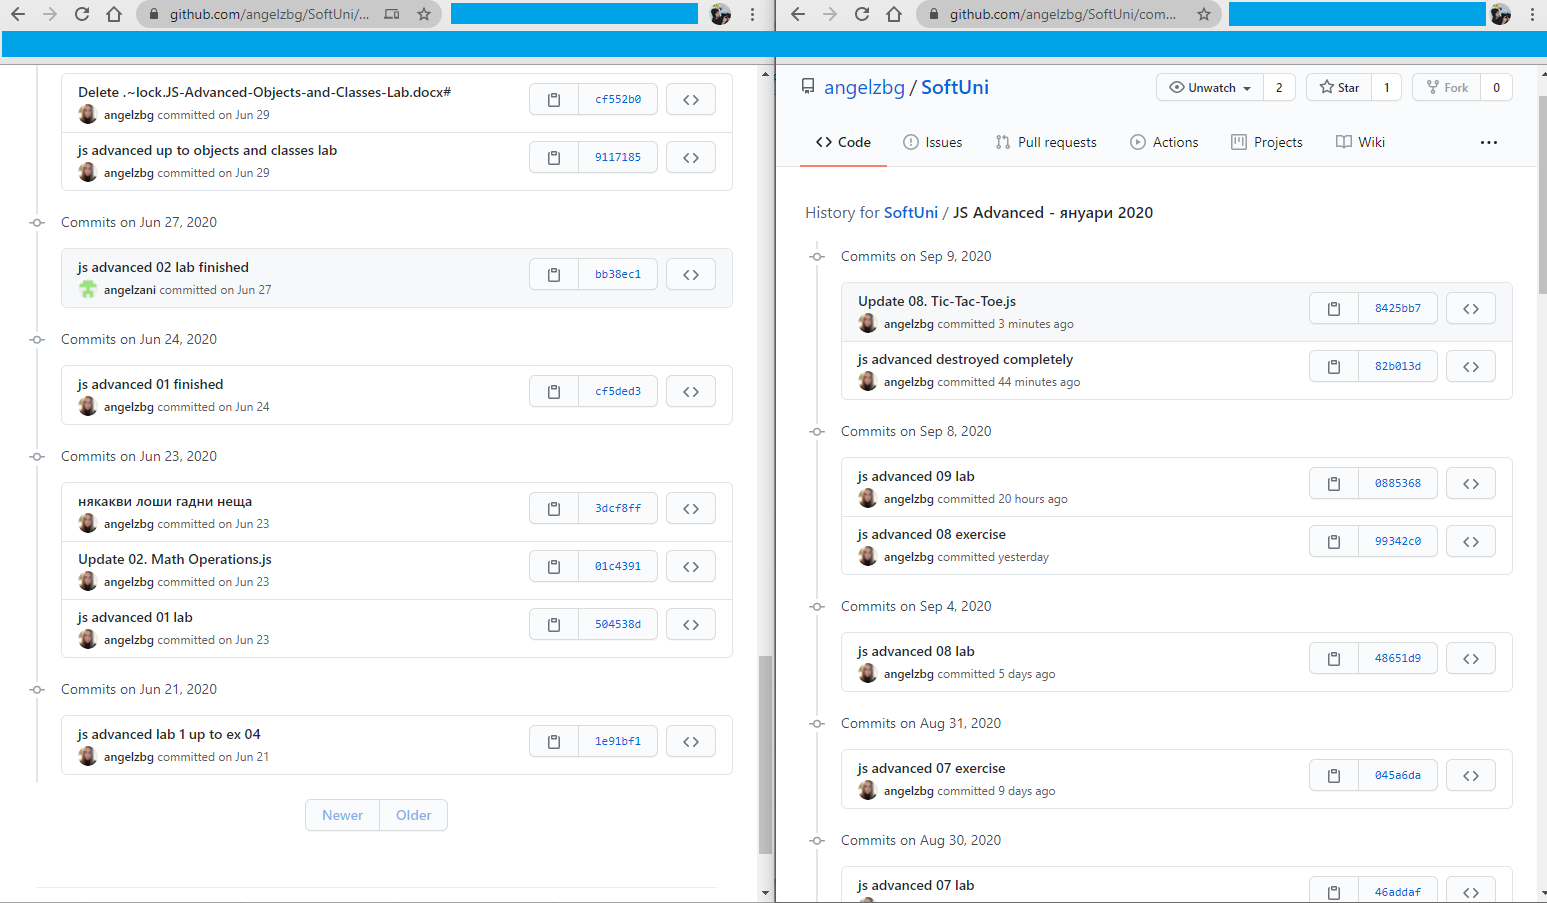 github.com/angelzbg/SoftUni/...
Delete .~lock.JS-Advanced-Objects-and-Classes-Lab.docx#
angelzbg committed on Jun 29
cf552b0
js advanced up to objects and classes lab
angelzbg committed on Jun 29
9117185
Commits on Jun 27, 2020
js advanced 02 lab finished
angelzani committed on Jun 27
bb38ec1
Commits on Jun 24, 2020
js advanced 01 finished
angelzbg committed on Jun 24
cf5ded3
Commits on Jun 23, 2020
някакви лоши гадни неща
angelzbg committed on Jun 23
3dcf8ff
Update 02. Math Operations.js
angelzbg committed on Jun 23
01c4391
js advanced 01 lab
angelzbg committed on Jun 23
504538d
Commits on Jun 21, 2020
js advanced lab 1 up to ex 04
angelzbg committed on Jun 21
1e91bf1
Newer Older
github.com/angelzbg/SoftUni/com...
angelzbg / SoftUni
Unwatch 2 Star 1 Fork 0
Code Issues Pull requests Actions Projects Wiki
History for SoftUni / JS Advanced - януари 2020
Commits on Sep 9, 2020
Update 08. Tic-Tac-Toe.js
angelzbg committed 3 minutes ago
8425bb7
js advanced destroyed completely
angelzbg committed 44 minutes ago
82b013d
Commits on Sep 8, 2020
js advanced 09 lab
angelzbg committed 20 hours ago
0885368
js advanced 08 exercise
angelzbg committed yesterday
99342c0
Commits on Sep 4, 2020
js advanced 08 lab
angelzbg committed 5 days ago
48651d9
Commits on Aug 31, 2020
js advanced 07 exercise
angelzbg committed 9 days ago
045a6da
Commits on Aug 30, 2020
js advanced 07 lab
46addaf